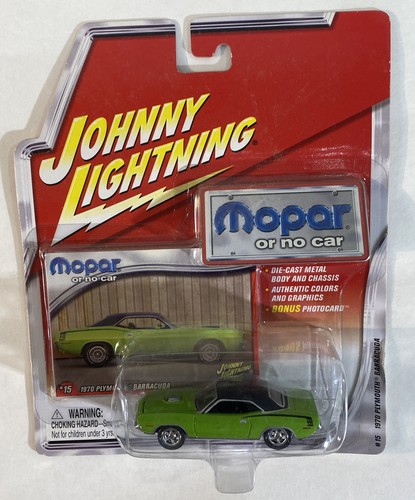 JOHNNY
LIGHTNING®
Mopar®
or no car
Mopar
or no car
• DIE-CAST METAL
BODY AND CHASSIS
• AUTHENTIC COLORS
AND GRAPHICS
• BONUS PHOTOCARD
JOHNNY
LIGHTNING
#15 1970 PLYMOUTH BARRACUDA
WARNING:
CHOKING HAZARD—
Not for children under 3 yrs.
#15 1970 PLYMOUTH® BARRACUDA